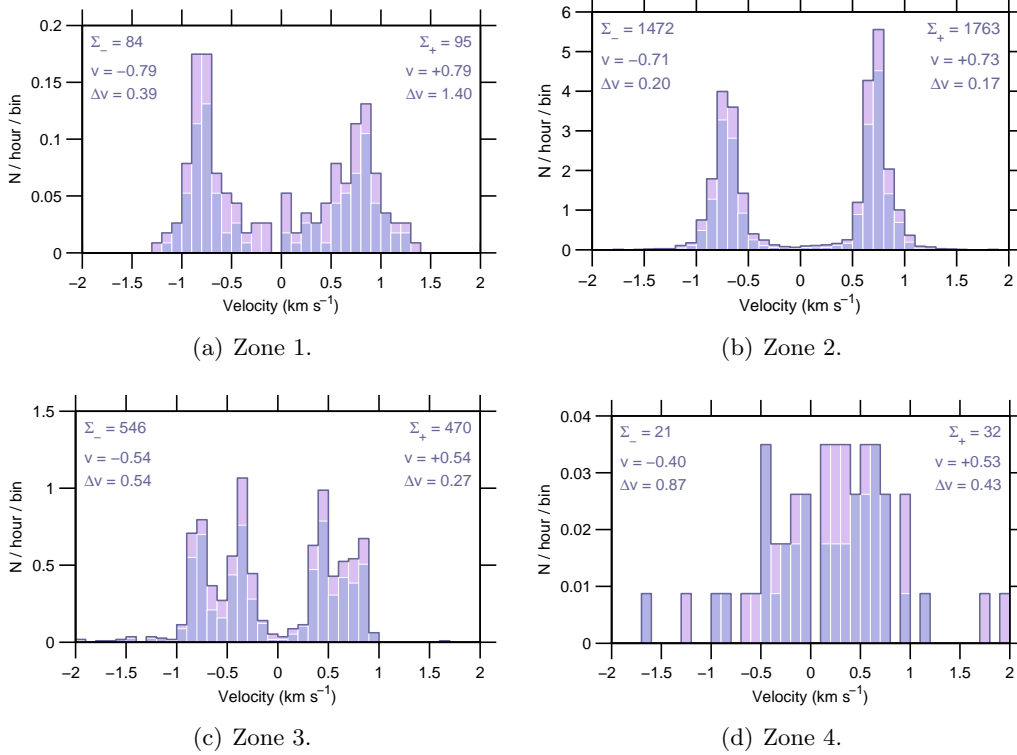 0.2
0.15
0.1
0.05
0
N / hour / bin
Σ_ = 84
v = −0.79
Δv = 0.39
Σ+ = 95
v = +0.79
Δv = 1.40
−2 −1.5 −1 −0.5 0 0.5 1 1.5 2
Velocity (km s−1)
(a) Zone 1.
6
5
4
3
2
1
0
N / hour / bin
Σ_ = 1472
v = −0.71
Δv = 0.20
Σ+ = 1763
v = +0.73
Δv = 0.17
−2 −1.5 −1 −0.5 0 0.5 1 1.5 2
Velocity (km s−1)
(b) Zone 2.
1.5
1
0.5
0
N / hour / bin
Σ_ = 546
v = −0.54
Δv = 0.54
Σ+ = 470
v = +0.54
Δv = 0.27
−2 −1.5 −1 −0.5 0 0.5 1 1.5 2
Velocity (km s−1)
(c) Zone 3.
0.04
0.03
0.02
0.01
0
N / hour / bin
Σ_ = 21
v = −0.40
Δv = 0.87
Σ+ = 32
v = +0.53
Δv = 0.43
−2 −1.5 −1 −0.5 0 0.5 1 1.5 2
Velocity (km s−1)
(d) Zone 4.